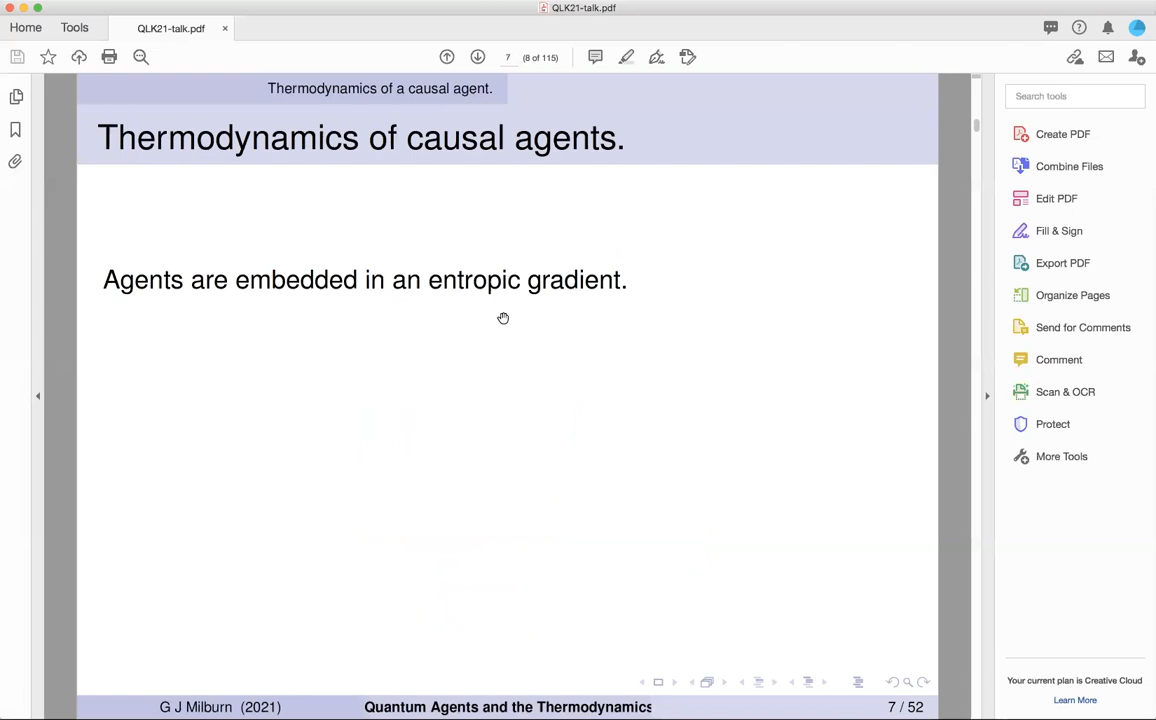 QLK21-talk.pdf
Home
Tools
QLK21-talk.pdf ×
7 (8 of 115)
Thermodynamics of a causal agent.
Thermodynamics of causal agents.
Agents are embedded in an entropic gradient.
G J Milburn (2021)
Quantum Agents and the Thermodynamics
7 / 52
Search tools
Create PDF
Combine Files
Edit PDF
Fill & Sign
Export PDF
Organize Pages
Send for Comments
Comment
Scan & OCR
Protect
More Tools
Your current plan is Creative Cloud
Learn More